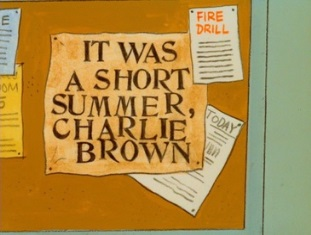 FIRE
DRILL
IT WAS
A SHORT
SUMMER,
CHARLIE
BROWN
TODAY